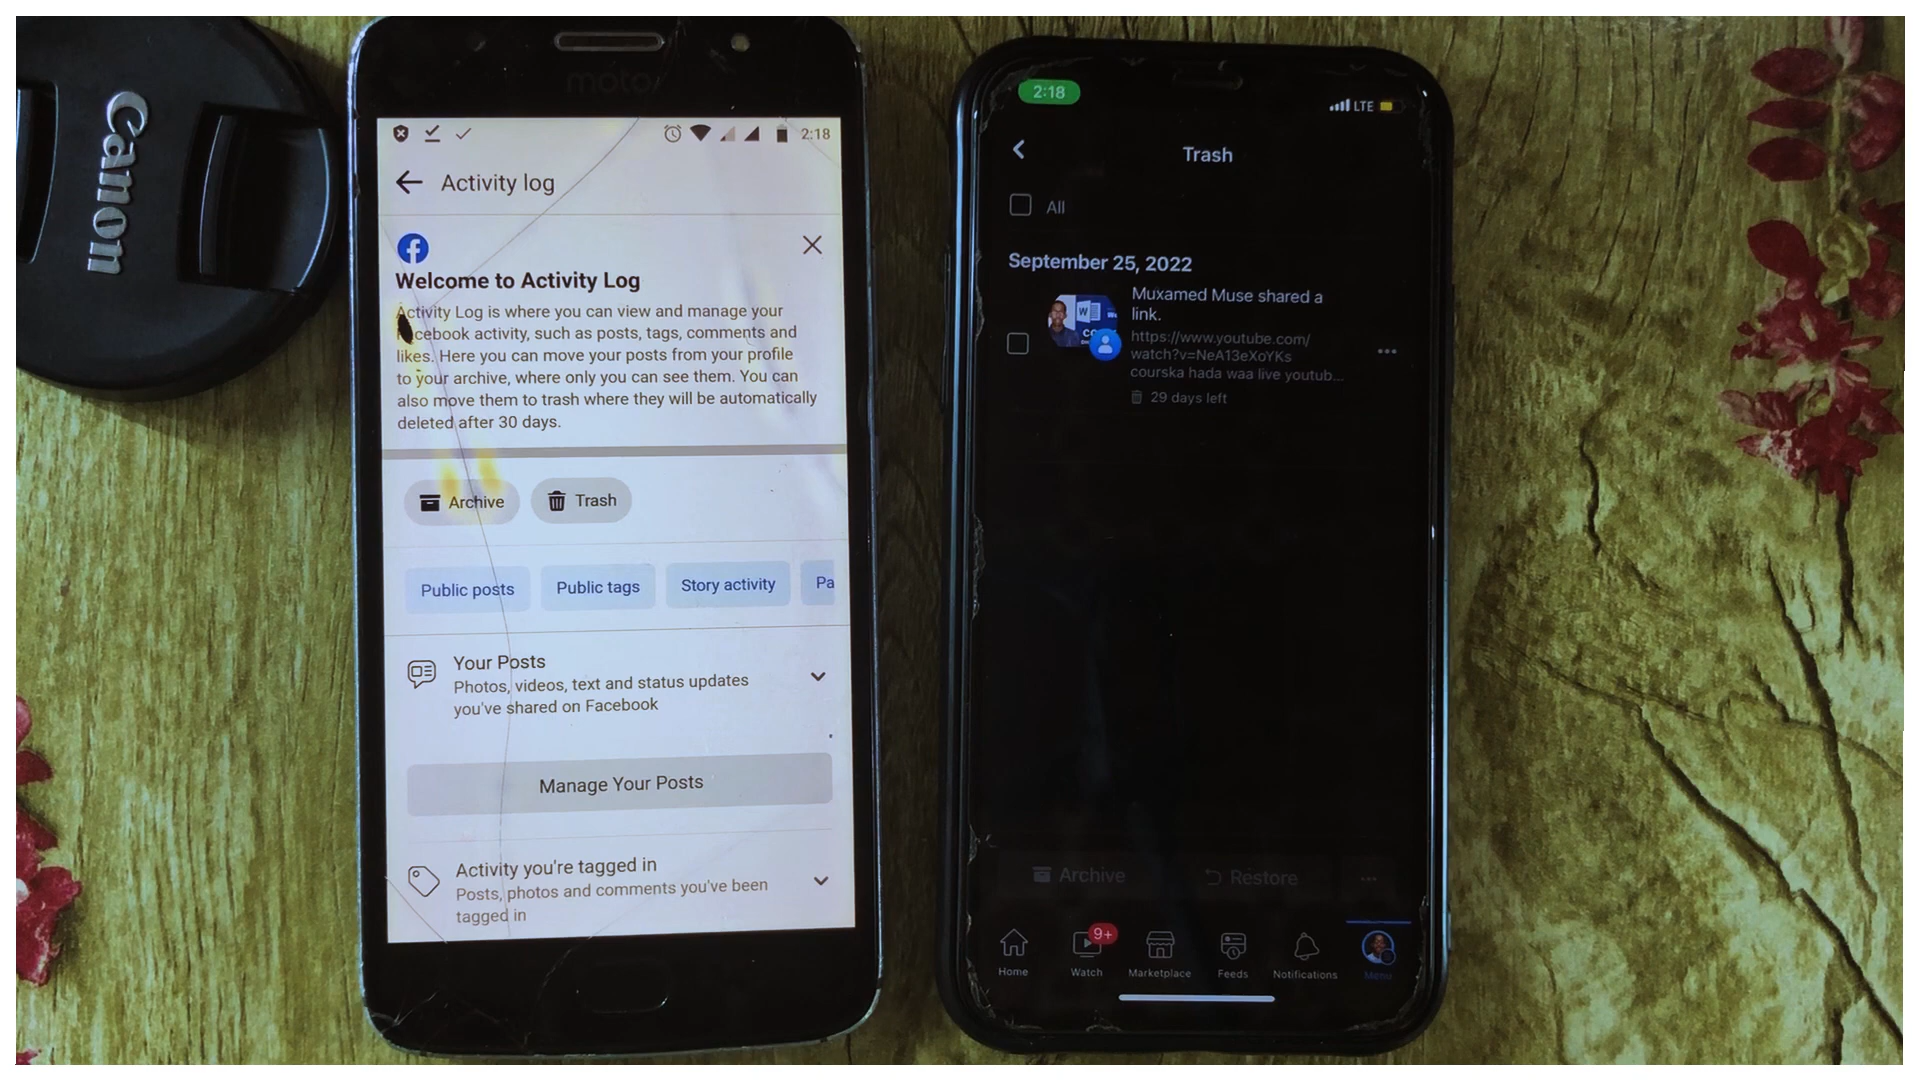 Canon
moto
2:18
Activity log
Welcome to Activity Log
Activity Log is where you can view and manage your
Facebook activity, such as posts, tags, comments and
likes. Here you can move your posts from your profile
to your archive, where only you can see them. You can
also move them to trash where they will be automatically
deleted after 30 days.
Archive Trash
Public posts Public tags Story activity Pa
Your Posts
Photos, videos, text and status updates
you've shared on Facebook
Manage Your Posts
Activity you're tagged in
Posts, photos and comments you've been
tagged in
2:18 LTE
Trash
All
September 25, 2022
Muxamed Muse shared a
link.
https://www.youtube.com/
watch?v=NeA13eXoYKs
courska hada waa live youtub...
29 days left
Archive Restore
9+
Home Watch Marketplace Feeds Notifications Menu